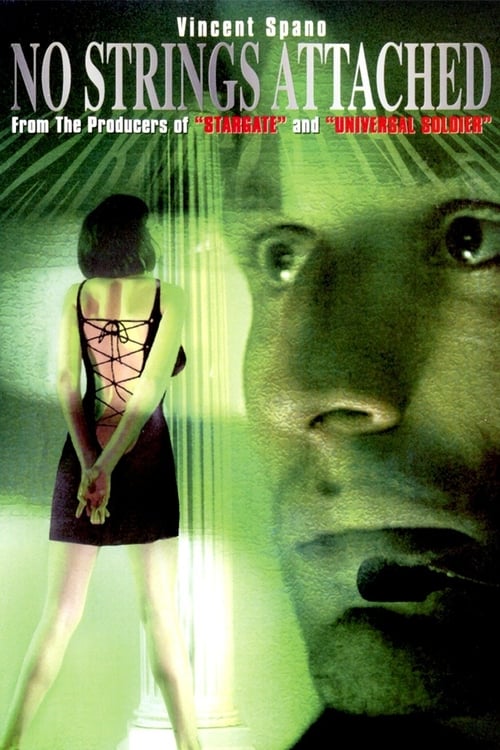 Vincent Spano
NO STRINGS ATTACHED
From The Producers of "STARGATE" and "UNIVERSAL SOLDIER"